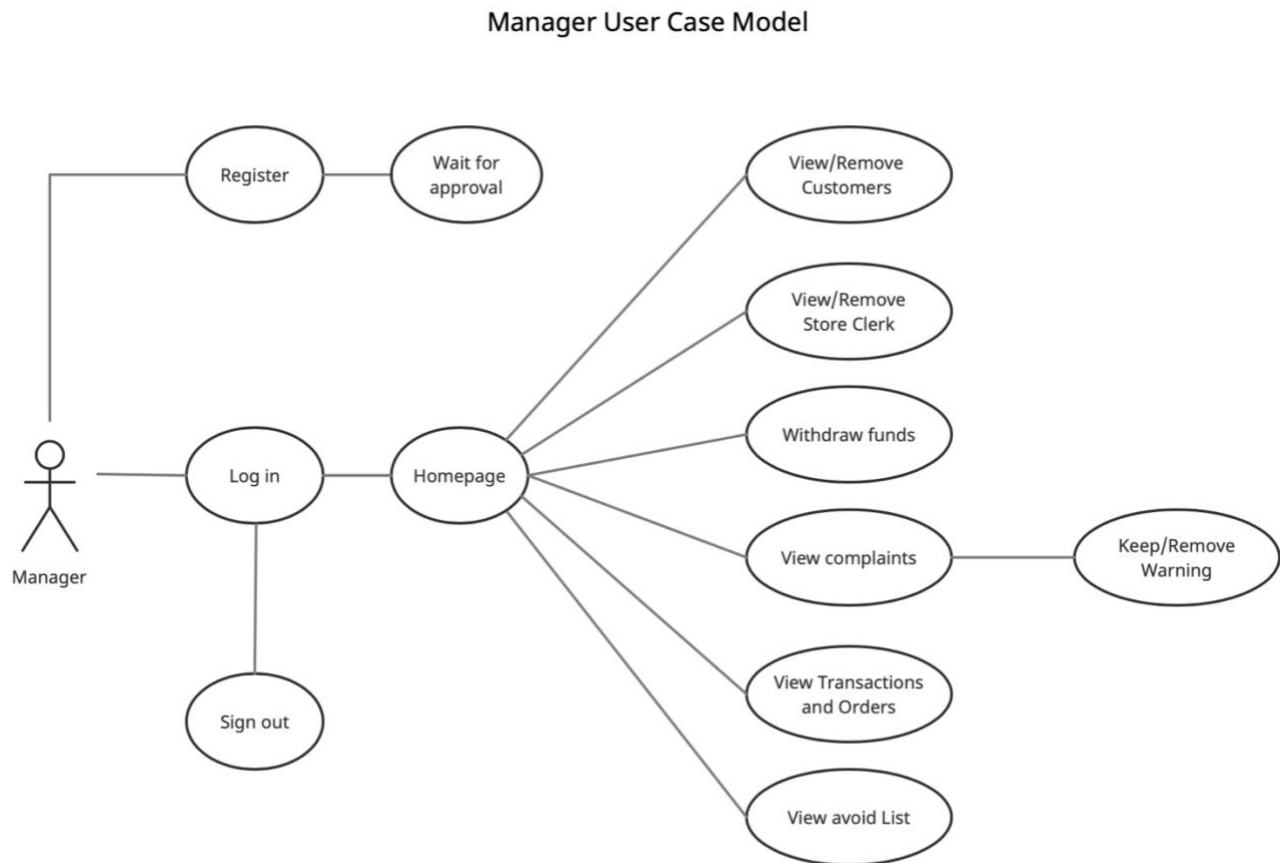 Manager User Case Model
Register
Wait for
approval
View/Remove
Customers
View/Remove
Store Clerk
Withdraw funds
Log in
Homepage
View complaints
Keep/Remove
Warning
Manager
View Transactions
and Orders
Sign out
View avoid List